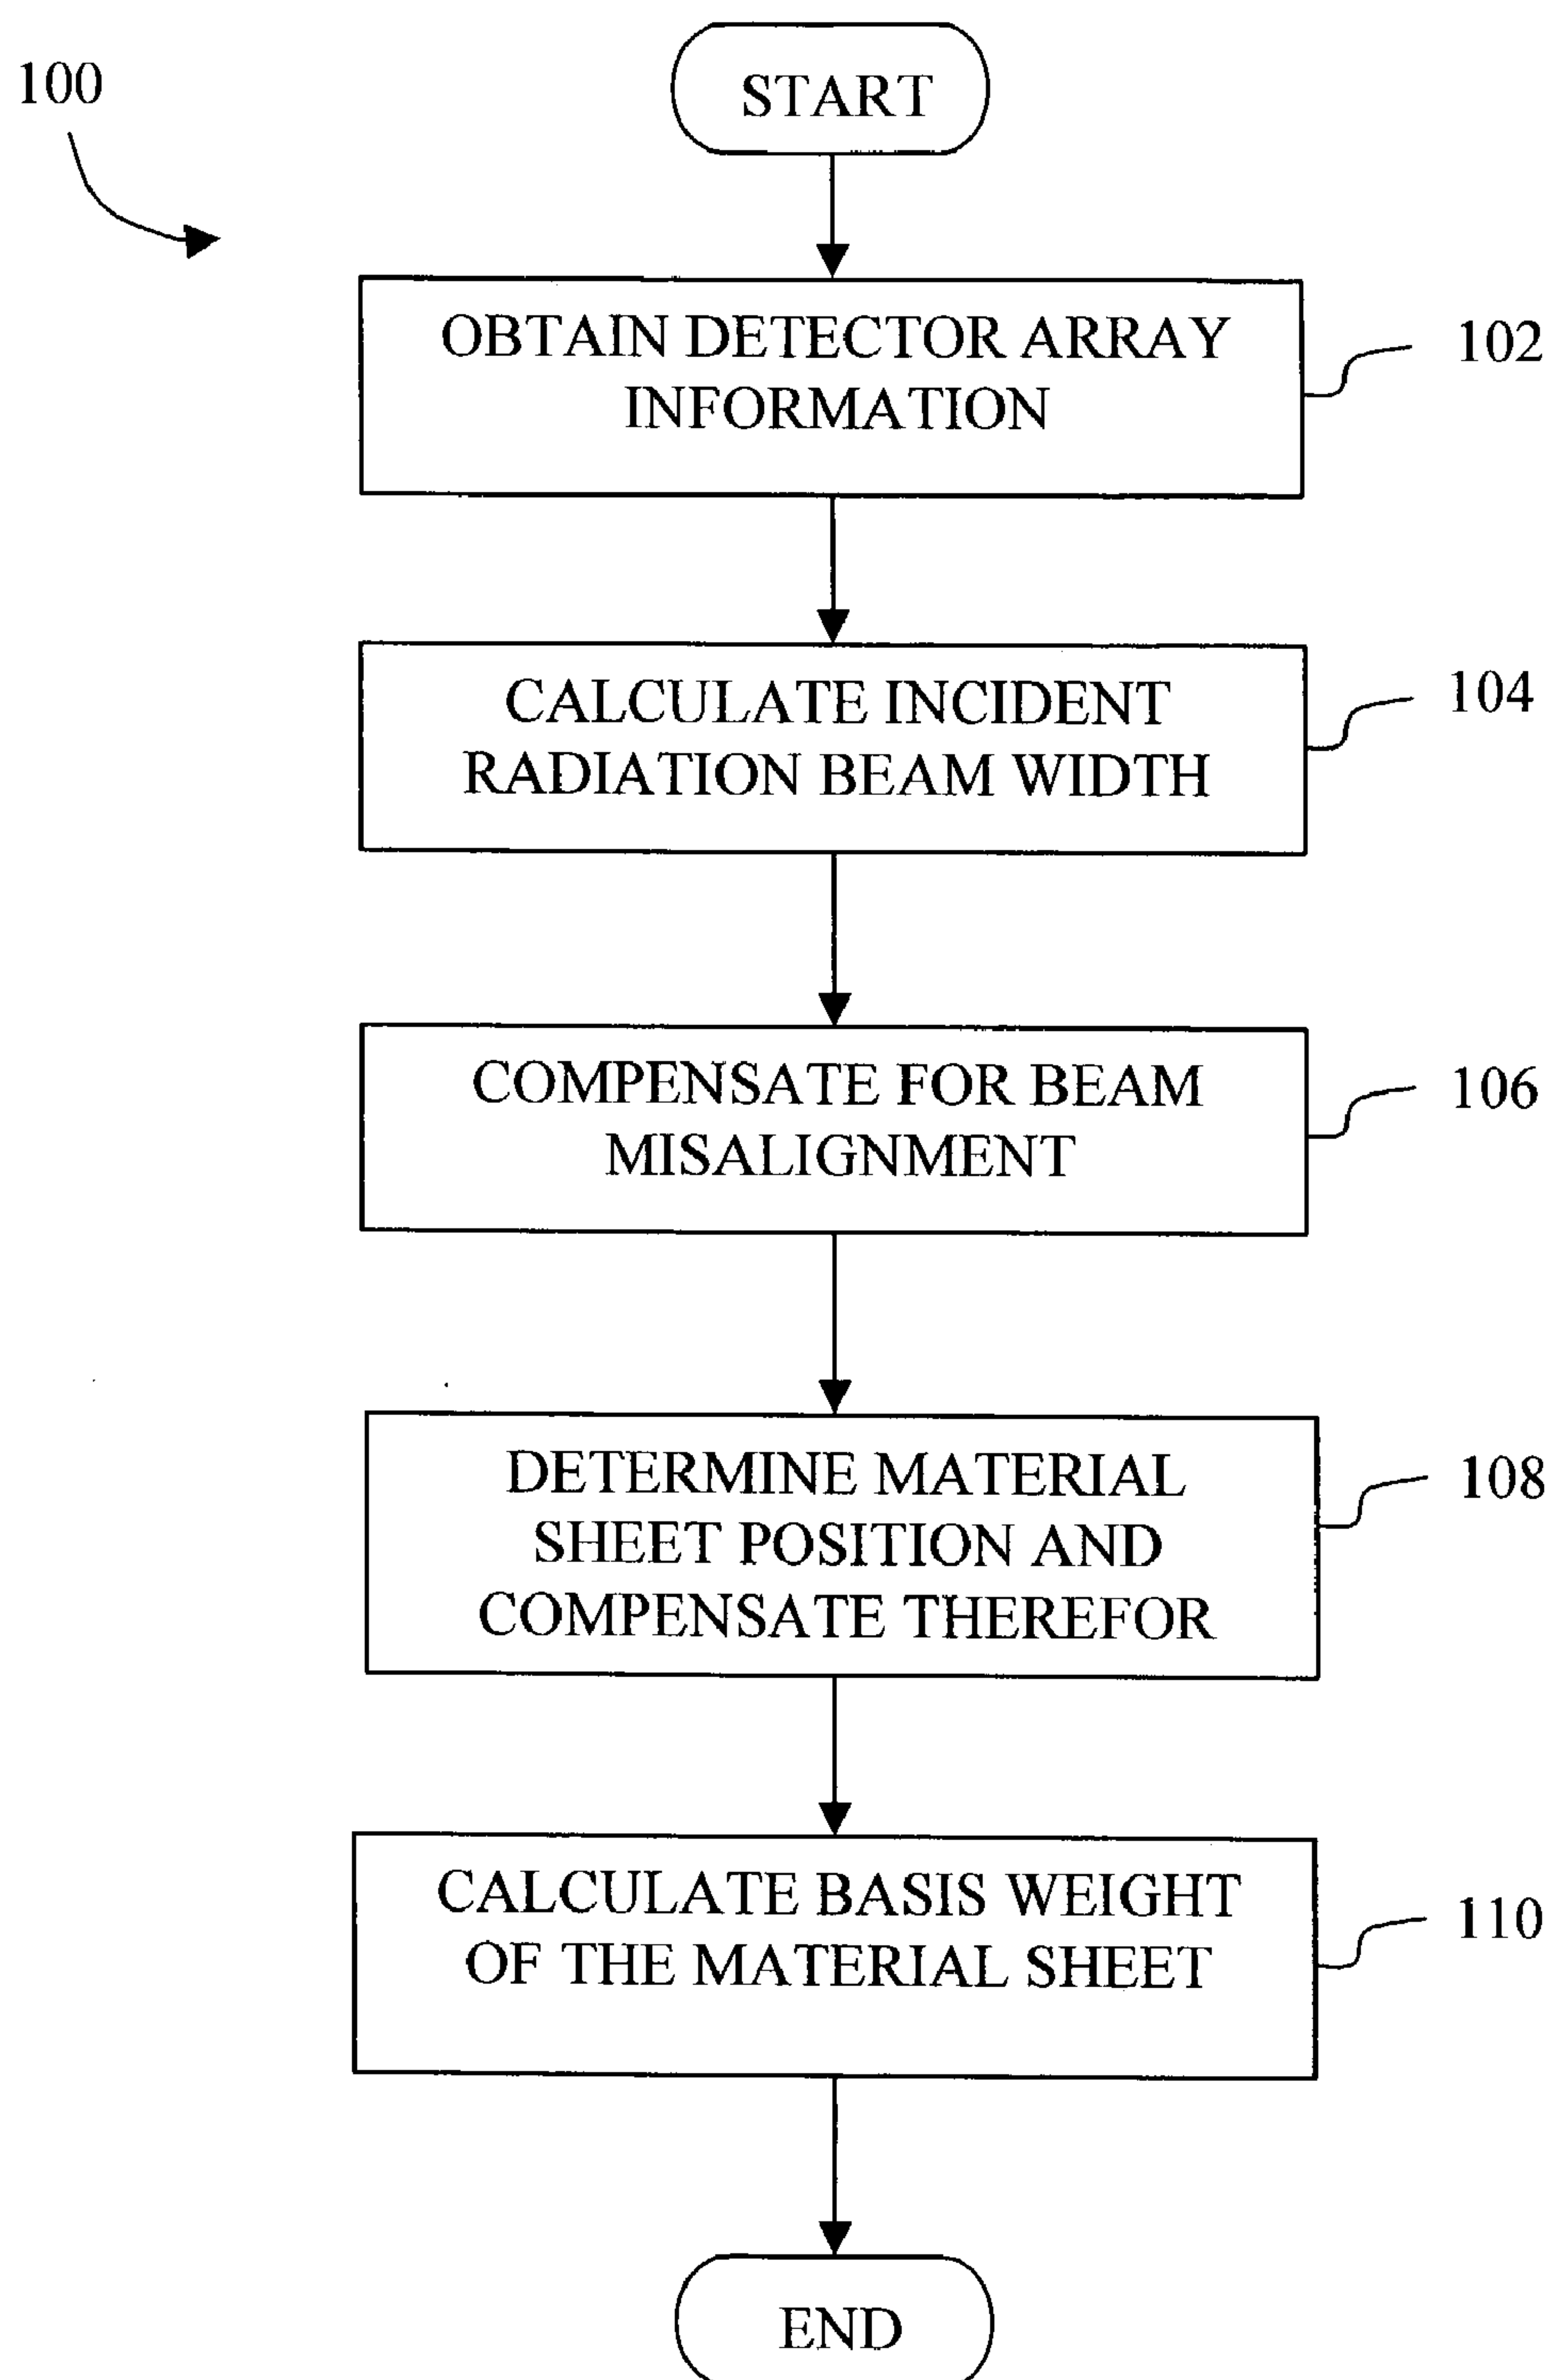 100
START
OBTAIN DETECTOR ARRAY
INFORMATION
102
CALCULATE INCIDENT
RADIATION BEAM WIDTH
104
COMPENSATE FOR BEAM
MISALIGNMENT
106
DETERMINE MATERIAL
SHEET POSITION AND
COMPENSATE THEREFOR
108
CALCULATE BASIS WEIGHT
OF THE MATERIAL SHEET
110
END